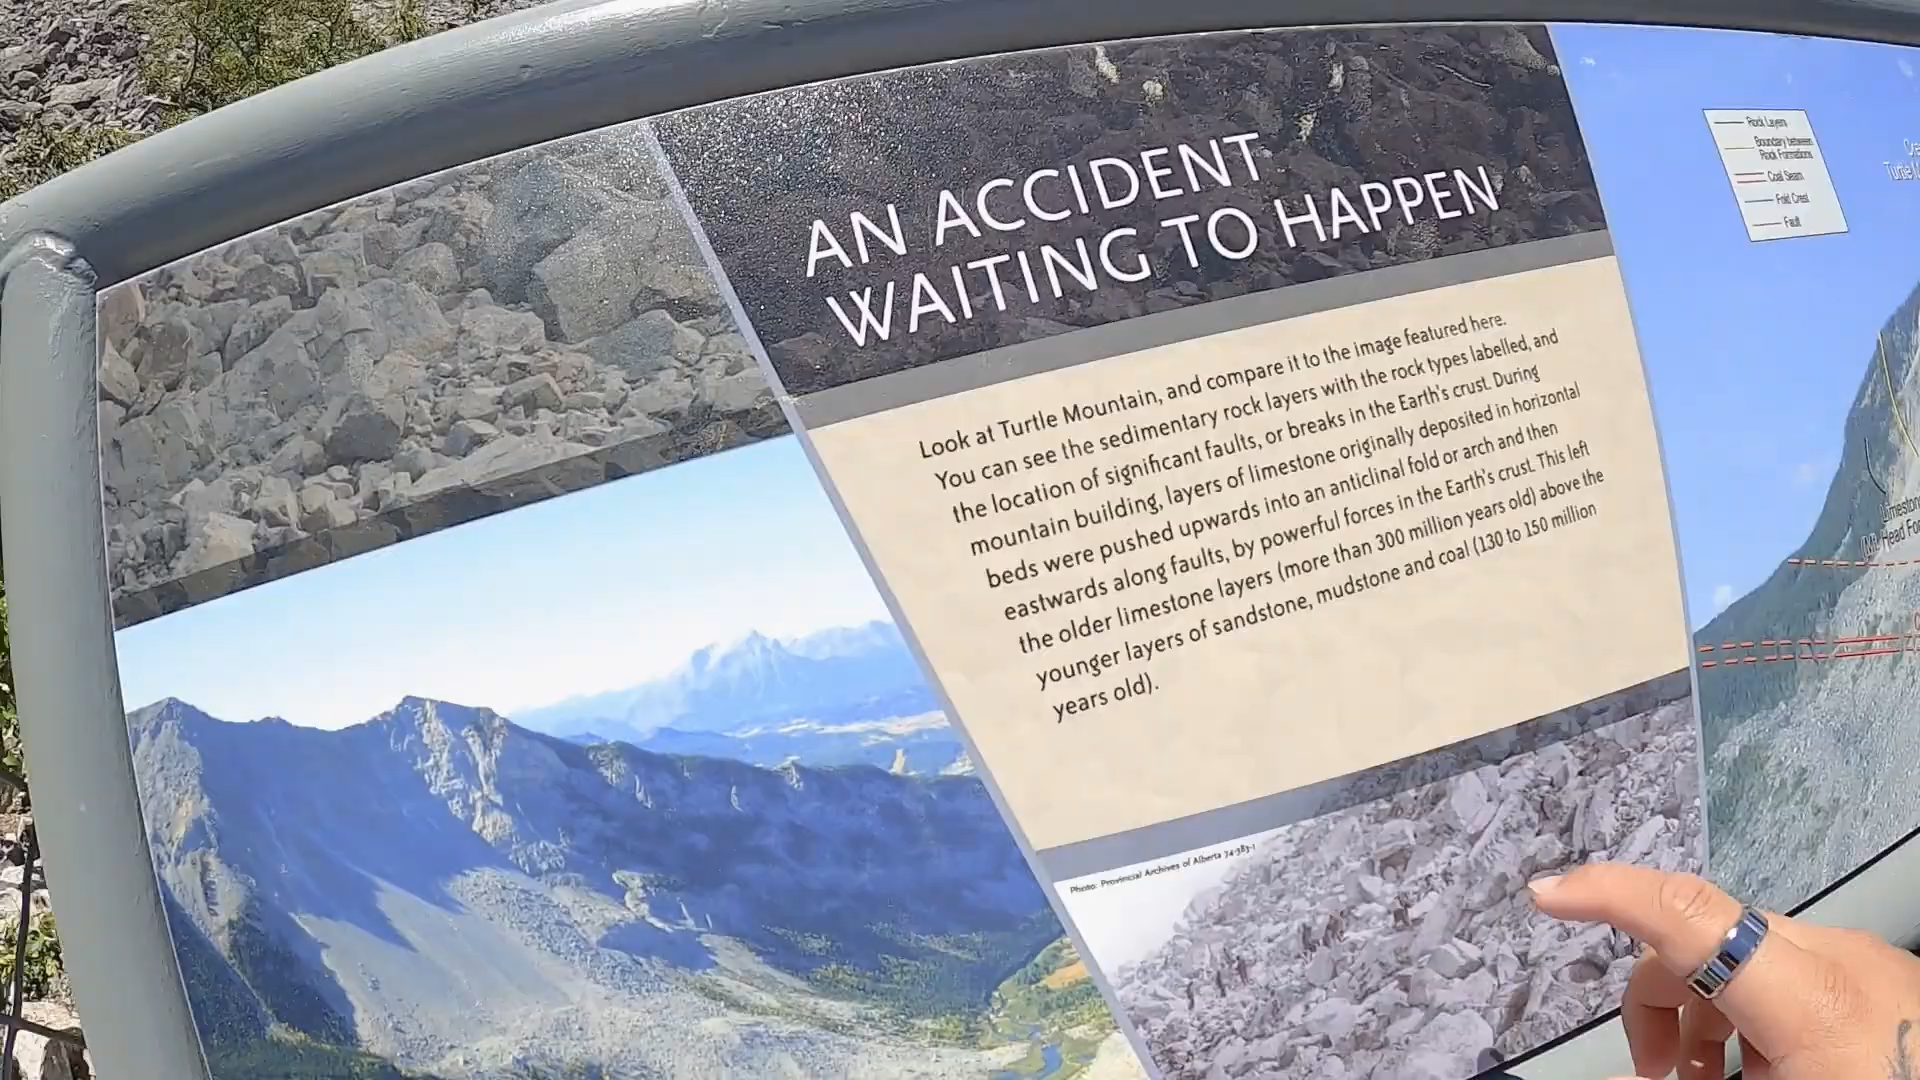 AN ACCIDENT
WAITING TO HAPPEN
Look at Turtle Mountain, and compare it to the image featured here.
You can see the sedimentary rock layers with the rock types labelled, and
the location of significant faults, or breaks in the Earth's crust. During
mountain building, layers of limestone originally deposited in horizontal
beds were pushed upwards into an anticlinal fold or arch and then
eastwards along faults, by powerful forces in the Earth's crust. This left
the older limestone layers (more than 300 million years old) above the
younger layers of sandstone, mudstone and coal (130 to 150 million
years old).
Photo: Provincial Archives of Alberta 74-383-1
Rock Layers
Boundary between
Rock Formations
Coal Seam
Fold Crest
Fault